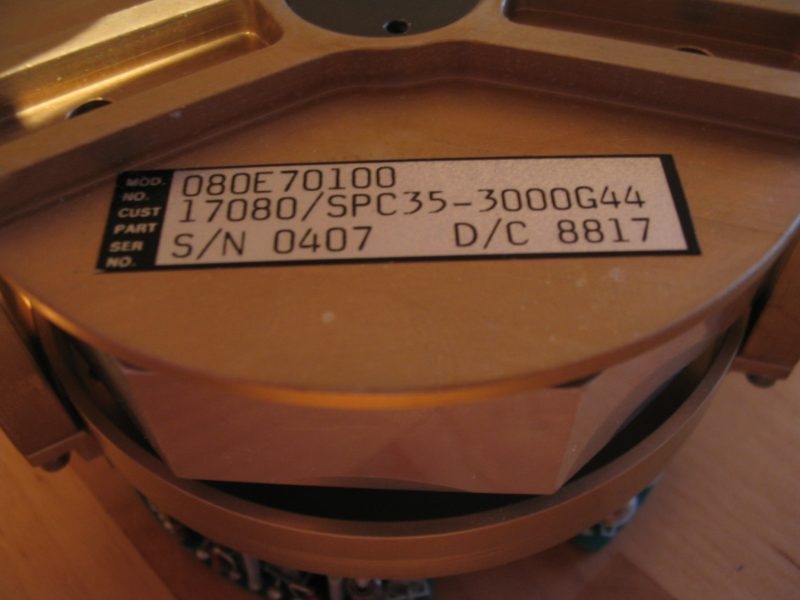 MOD. NO. 080E70100
CUST PART 17080/SPC35-3000G44
SER NO. S/N 0407 D/C 8817